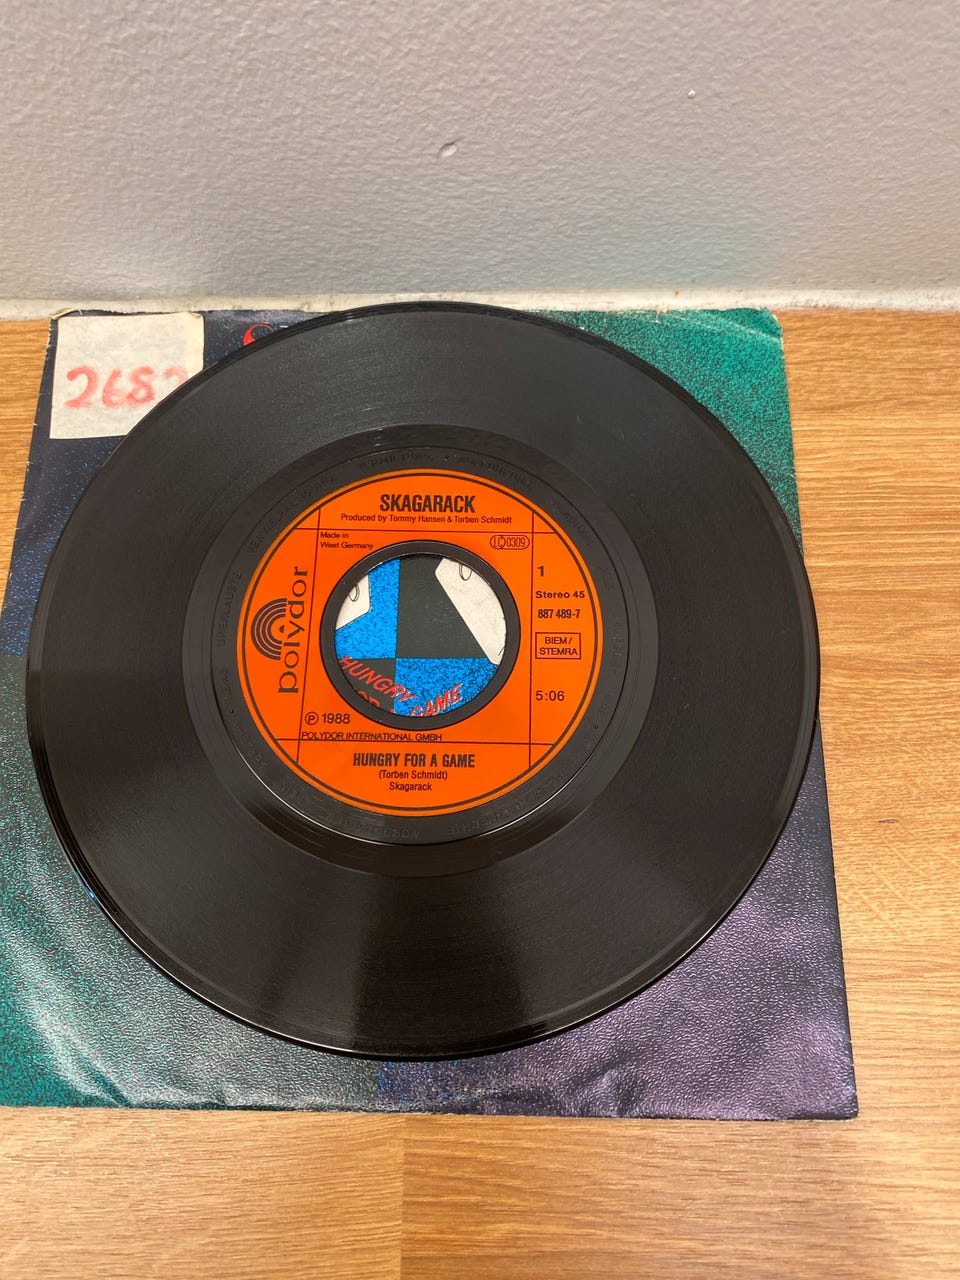 268
SKAGARACK
Produced by Tommy Hansen & Torben Schmidt
Made in
West Germany
LC 0309
polydor
1
Stereo 45
887 489-7
BIEM/
STEMRA
5:06
HUNGRY
GAME
℗ 1988
POLYDOR INTERNATIONAL GMBH
HUNGRY FOR A GAME
(Torben Schmidt)
Skagarack